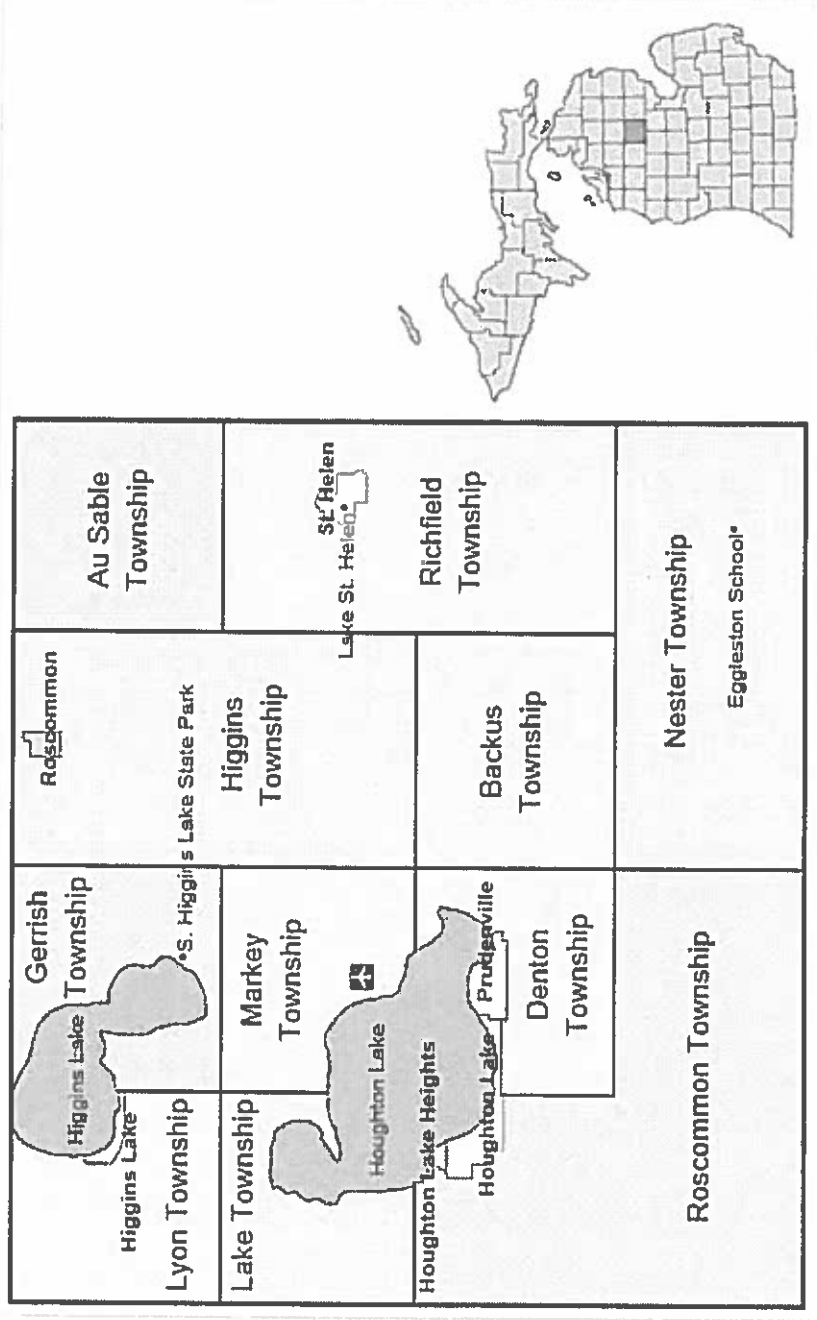 Gerrish
Township
Higgins Lake
Higgins Lake
Lyon Township
•S. Higgins Lake State Park
Roscommon
Au Sable
Township
Lake Township
Markey
Township
Higgins
Township
St. Helen
Lake St. Helen•
Houghton Lake
Richfield
Township
Houghton Lake Heights
Houghton Lake
Prudenville
Denton
Township
Backus
Township
Roscommon Township
Nester Township
Eggleston School•